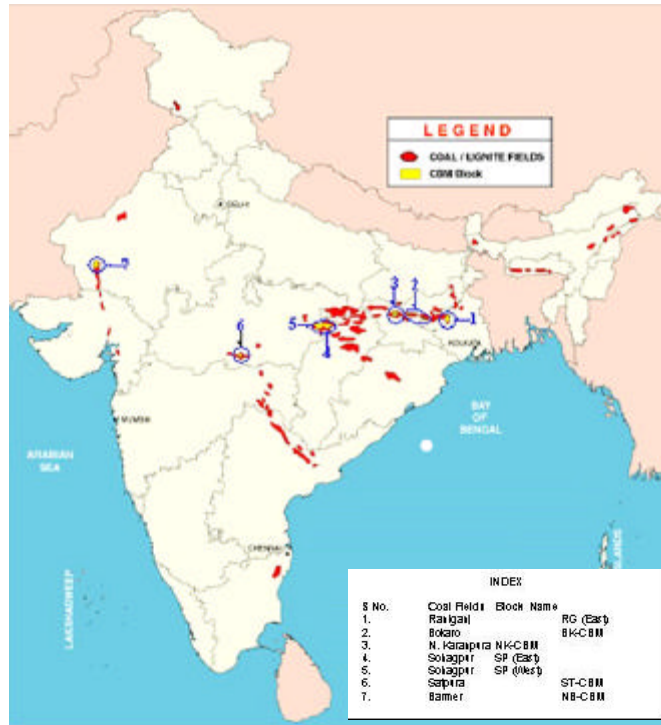 LEGEND
COAL / LIGNITE FIELDS
CBM Block
DELHI
7
3 2
1
5
4
6
KOLKATA
MUMBAI
ARABIAN
SEA
BAY
OF
BENGAL
CHENNAI
LAKSHADWEEP
ISLANDS
INDEX
S No. Coal Fields Block Name
1. Raniganj RG (East)
2. Bokaro BK-CBM
3. N. Karanpura NK-CBM
4. Sohagpur SP (East)
5. Sohagpur SP (West)
6. Satpura ST-CBM
7. Barmer NB-CBM